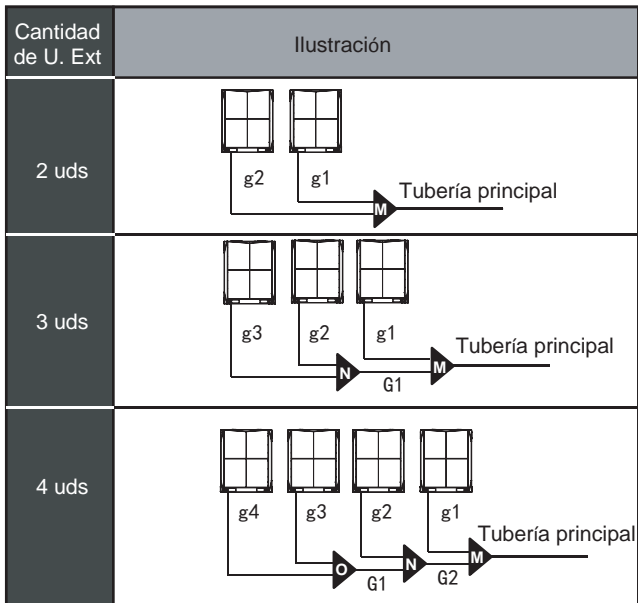 Cantidad
de U. Ext
Ilustración
2 uds
g2
g1
M
Tubería principal
3 uds
g3
g2
g1
N
G1
M
Tubería principal
4 uds
g4
g3
g2
g1
O
G1
N
G2
M
Tubería principal